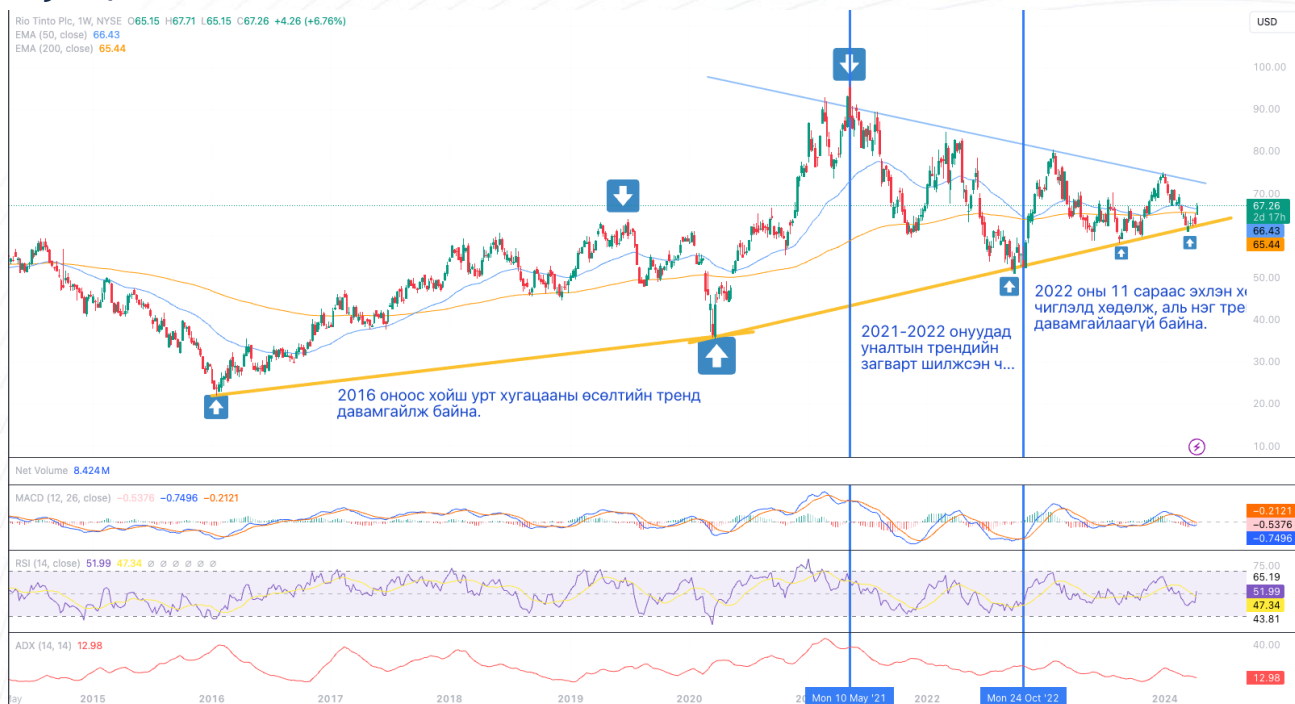 Rio Tinto Plc, 1W, NYSE O65.15 H67.71 L65.15 C67.26 +4.26 (+6.76%)
EMA (50, close) 66.43
EMA (200, close) 65.44
USD
100.00
90.00
80.00
70.00
67.26
2d 17h
66.43
65.44
50.00
40.00
30.00
20.00
10.00
2016 оноос хойш урт хугацааны өсөлтийн тренд
давамгайлж байна.
2021-2022 онуудад
уналтын трендийн
загварт шилжсэн ч...
2022 оны 11 сараас эхлэн
чиглэлд хөдөлж, аль нэг
давамгайлаагүй байна.
Net Volume 8.424M
MACD (12, 26, close) −0.5376 −0.7496 −0.2121
−0.2121
−0.5376
−0.7496
RSI (14, close) 51.99 47.34 ∅ ∅ ∅ ∅ ∅ ∅
75.00
65.19
51.99
47.34
43.81
ADX (14, 14) 12.98
40.00
12.98
2015 2016 2017 2018 2019 2020 Mon 10 May '21 2022 Mon 24 Oct '22 2024